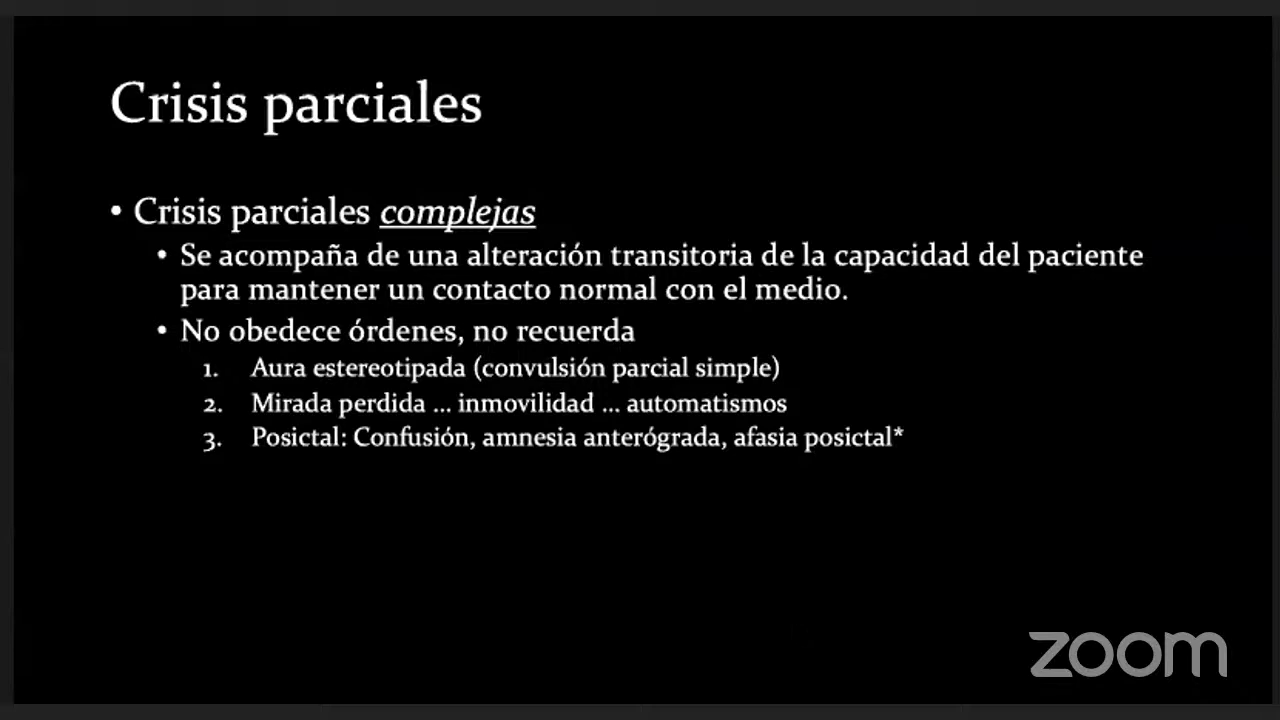 Crisis parciales
• Crisis parciales complejas
• Se acompaña de una alteración transitoria de la capacidad del paciente
para mantener un contacto normal con el medio.
• No obedece órdenes, no recuerda
1. Aura estereotipada (convulsión parcial simple)
2. Mirada perdida ... inmovilidad ... automatismos
3. Posictal: Confusión, amnesia anterógrada, afasia posictal*
zoom